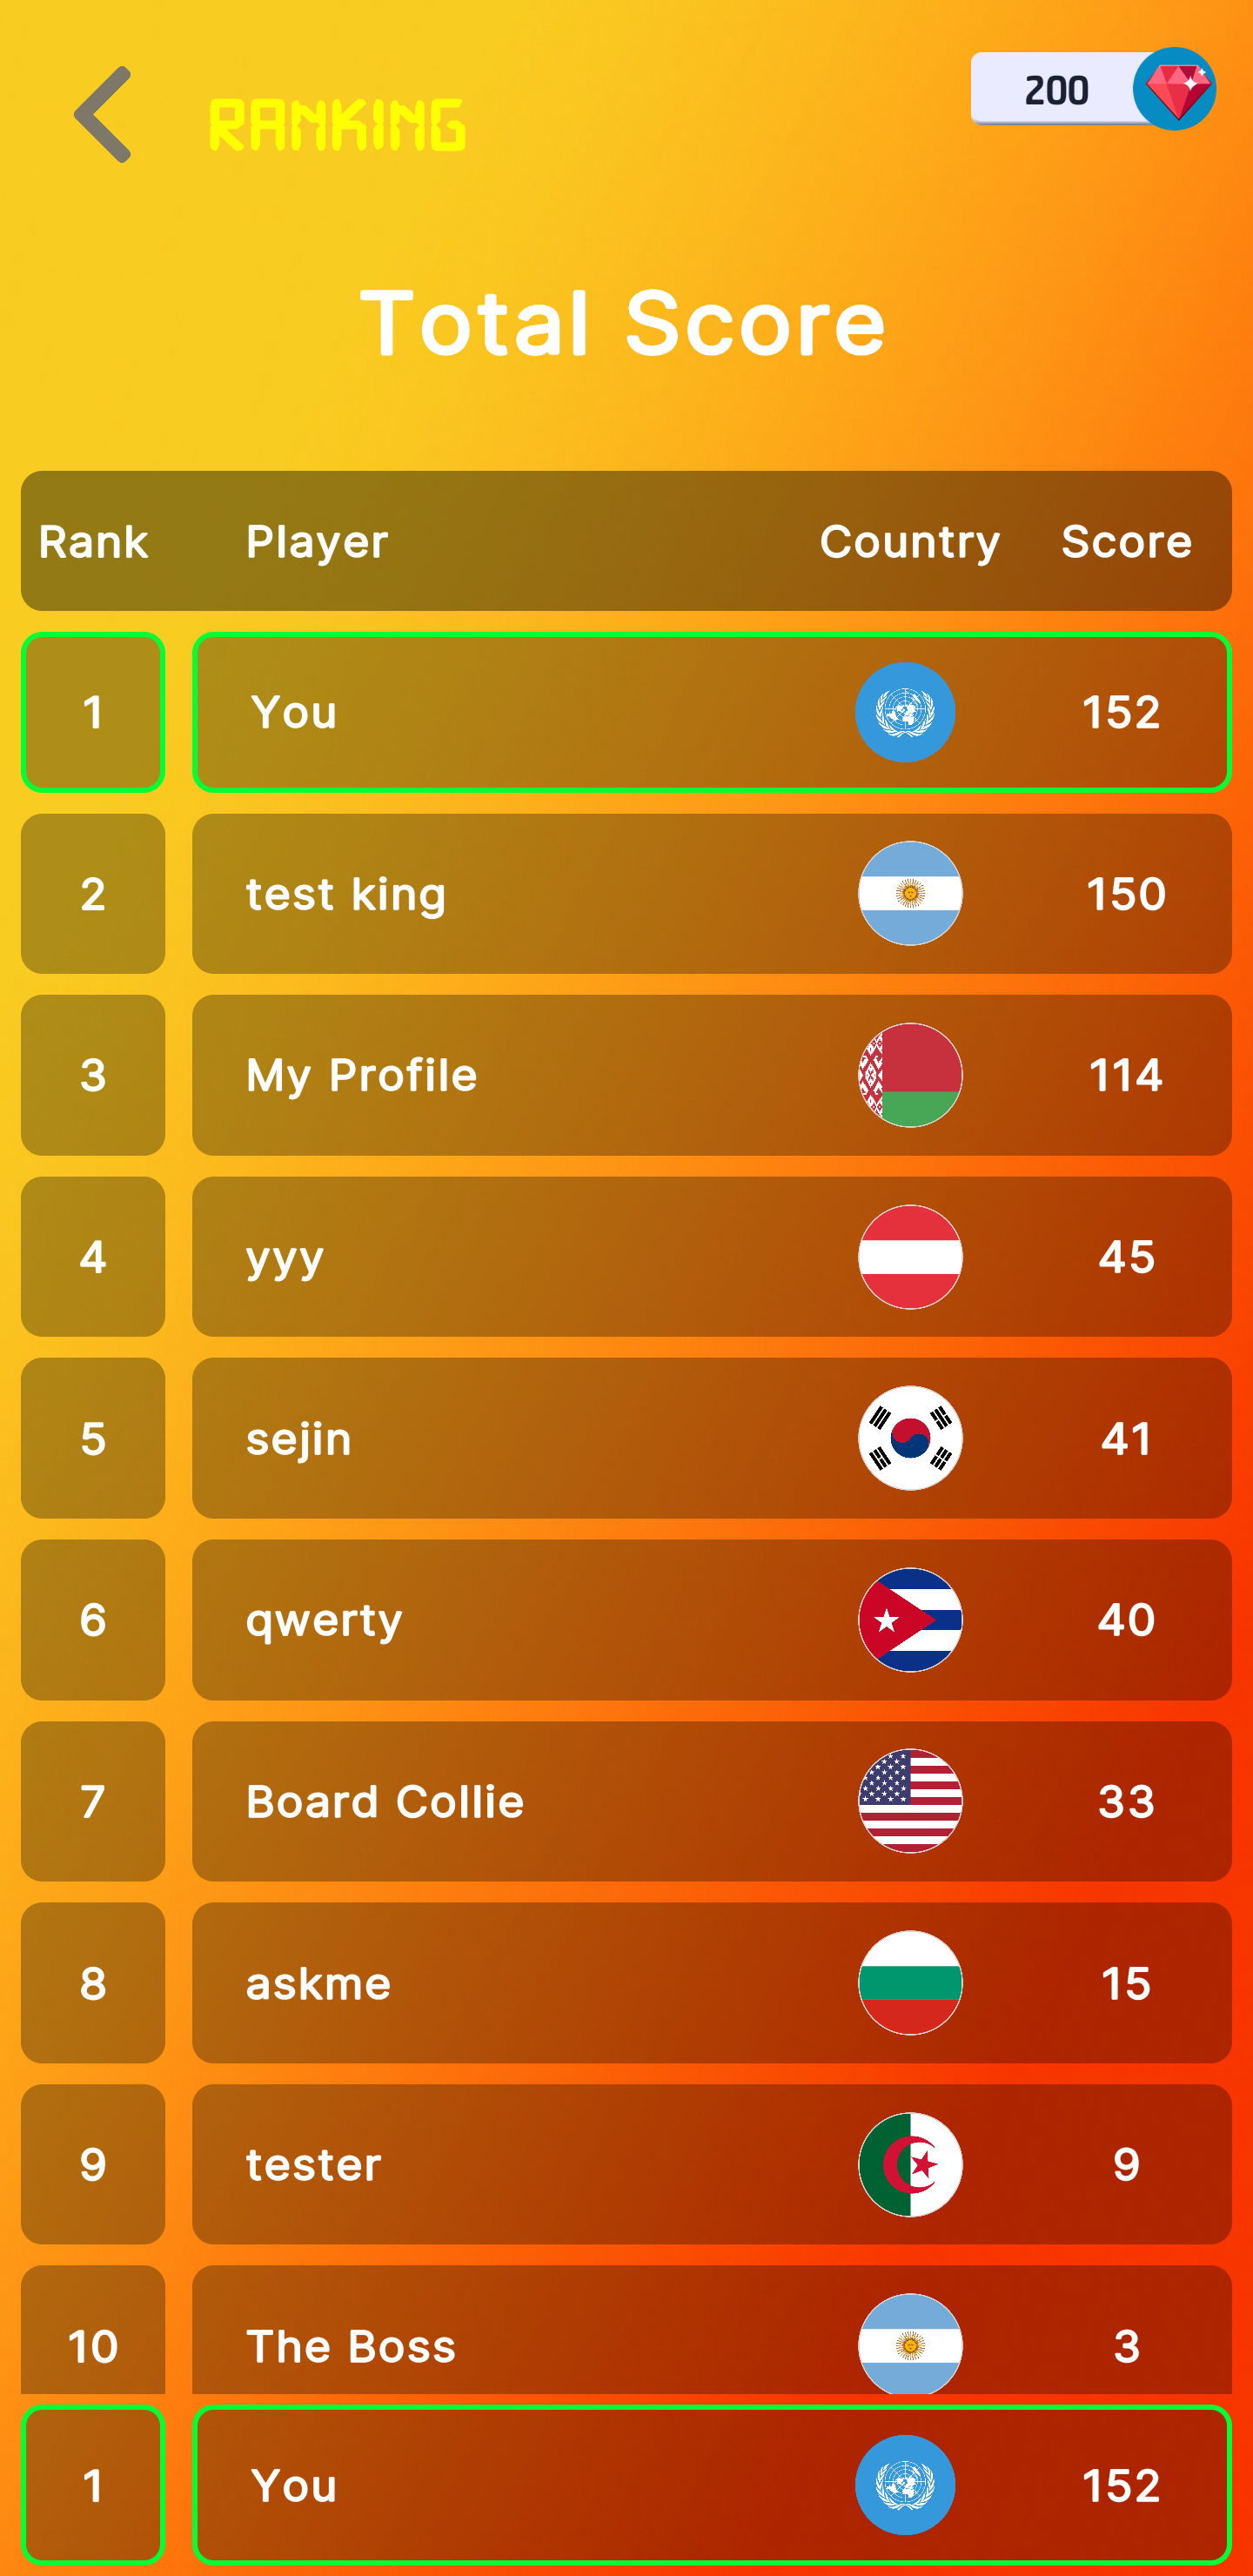 RANKING 200
Total Score
Rank Player Country Score
1 You 152
2 test king 150
3 My Profile 114
4 yyy 45
5 sejin 41
6 qwerty 40
7 Board Collie 33
8 askme 15
9 tester 9
10 The Boss 3
1 You 152